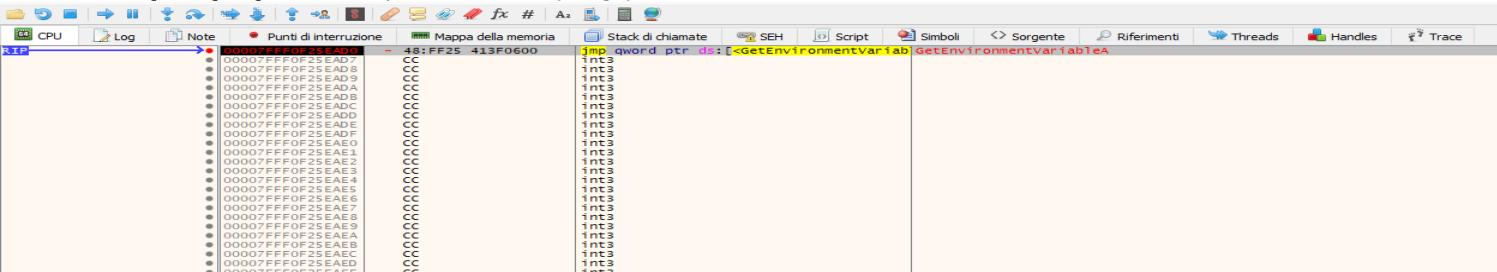 CPU Log Note Punti di interruzione Mappa della memoria Stack di chiamate SEH Script Simboli Sorgente Riferimenti Threads Handles Trace
RIP 00007FFF0F25EAD0 - 48:FF25 413F0600 jmp qword ptr ds:[<GetEnvironmentVariab GetEnvironmentVariableA
00007FFF0F25EAD7 CC int3
00007FFF0F25EAD8 CC int3
00007FFF0F25EAD9 CC int3
00007FFF0F25EADA CC int3
00007FFF0F25EADB CC int3
00007FFF0F25EADC CC int3
00007FFF0F25EADD CC int3
00007FFF0F25EADE CC int3
00007FFF0F25EADF CC int3
00007FFF0F25EAE0 CC int3
00007FFF0F25EAE1 CC int3
00007FFF0F25EAE2 CC int3
00007FFF0F25EAE3 CC int3
00007FFF0F25EAE4 CC int3
00007FFF0F25EAE5 CC int3
00007FFF0F25EAE6 CC int3
00007FFF0F25EAE7 CC int3
00007FFF0F25EAE8 CC int3
00007FFF0F25EAE9 CC int3
00007FFF0F25EAEA CC int3
00007FFF0F25EAEB CC int3
00007FFF0F25EAEC CC int3
00007FFF0F25EAED CC int3